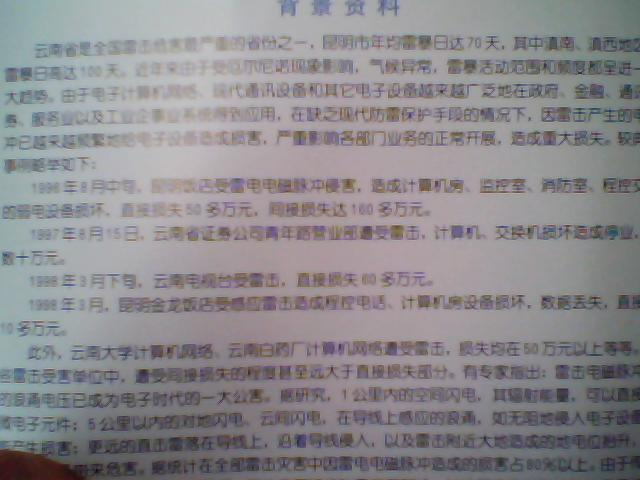 背景资料
云南省是全国雷击危害最严重的省份之一，昆明市年均雷暴日达70天，其中滇南、滇西地区
雷暴日高达100天。近年来由于受厄尔尼诺现象影响，气候异常，雷暴活动范围和频度都呈进一
大趋势。由于电子计算机网络、现代通讯设备和其它电子设备越来越广泛地在政府、金融、通讯
券、服务业以及工业企事业系统得到应用，在缺乏现代防雷保护手段的情况下，因雷击产生的电
冲已越来越频繁地给电子设备造成损害，严重影响各部门业务的正常开展，造成重大损失。较
事例略举如下：
1996年8月中旬，昆明饭店受雷电电磁脉冲侵害，造成计算机房、监控室、消防室、程控交
的弱电设备损坏，直接损失50多万元，间接损失达160多万元。
1997年8月15日，云南省证券公司青年路营业部遭受雷击，计算机、交换机损坏造成停业，
数十万元。
1998年3月下旬，云南电视台受雷击，直接损失60多万元。
1998年3月，昆明金龙饭店受感应雷击造成程控电话、计算机房设备损坏，数据丢失，直接
10多万元。
此外，云南大学计算机网络、云南白药厂计算机网络遭受雷击，损失均在50万元以上等等。
些雷击受害单位中，遭受间接损失的程度甚至远大于直接损失部分。有专家指出：雷击电磁脉冲
的浪涌电压已成为电子时代的一大公害。据研究，1公里内的空间闪电，其辐射能量，可以直接
微电子元件；5公里以内的对地闪电、云间闪电，在导线上感应的浪涌，如无阻地侵入电子设备
产生损害；更远的直击雷落在导线上，沿着导线侵入，以及雷击附近大地造成的地电位抬升，
来危害。据统计在全部雷击灾害中因雷电电磁脉冲造成的损害占80%以上。由于